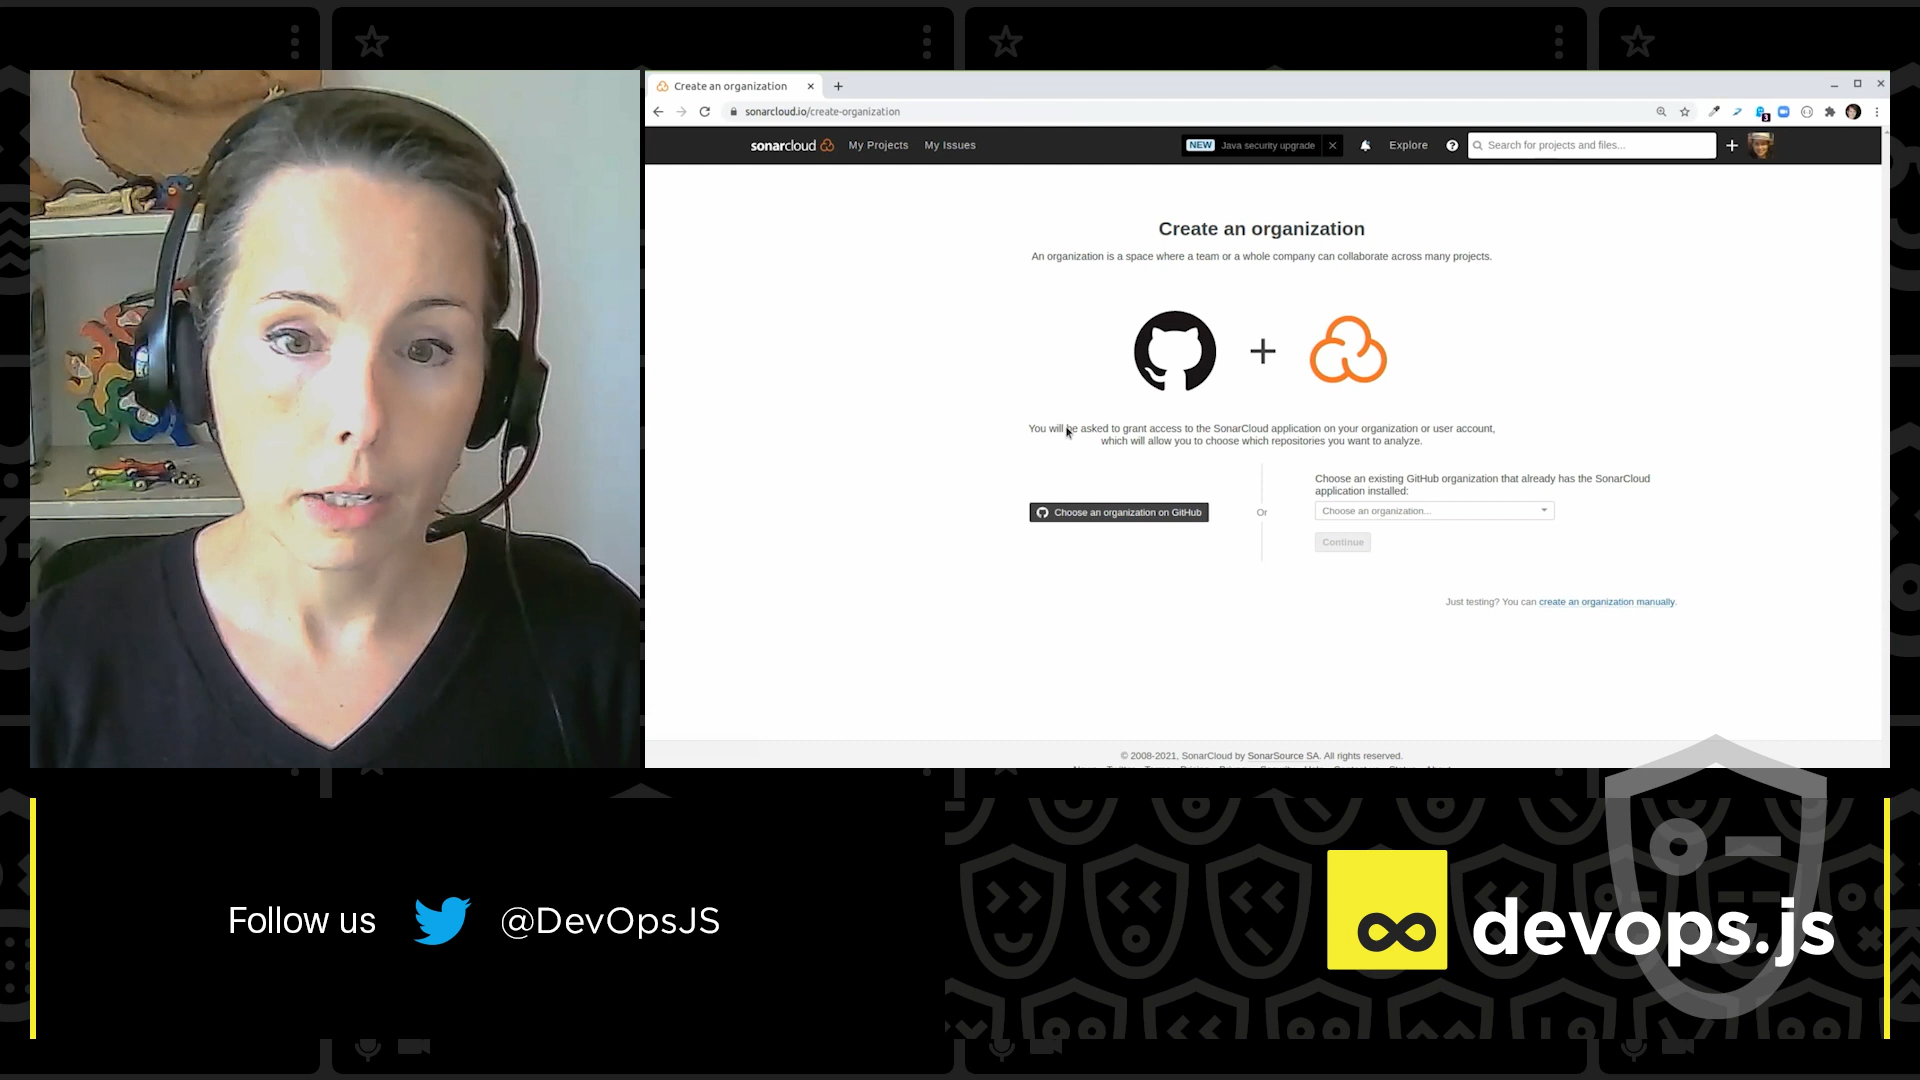 Create an organization
sonarcloud.io/create-organization
3
sonarcloud My Projects My Issues NEW Java security upgrade Explore Search for projects and files...
Create an organization
An organization is a space where a team or a whole company can collaborate across many projects.
You will be asked to grant access to the SonarCloud application on your organization or user account,
which will allow you to choose which repositories you want to analyze.
Choose an organization on GitHub
Or
Choose an existing GitHub organization that already has the SonarCloud
application installed:
Choose an organization...
Continue
Just testing? You can create an organization manually.
© 2008-2021, SonarCloud by SonarSource SA. All rights reserved.
Follow us @DevOpsJS
devops.js